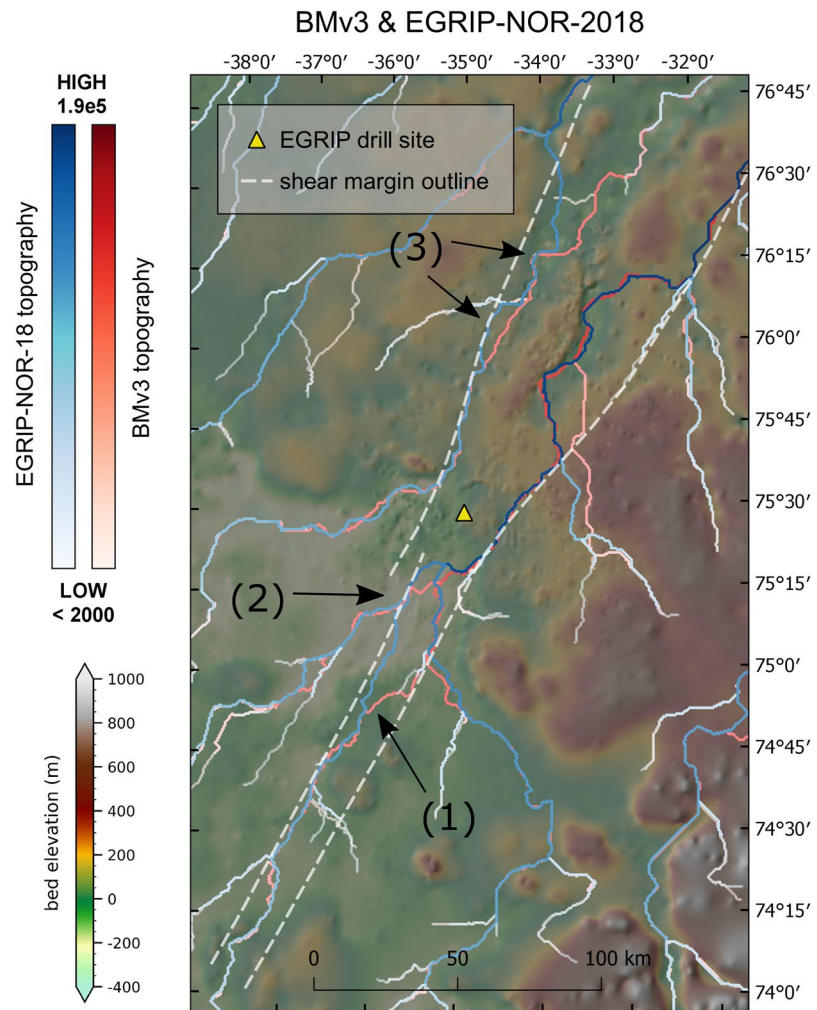 BMv3 & EGRIP-NOR-2018
-38°0′ -37°0′ -36°0′ -35°0′ -34°0′ -33°0′ -32°0′
HIGH
1.9e5
EGRIP-NOR-18 topography
BMv3 topography
LOW
< 2000
EGRIP drill site
shear margin outline
(3)
(2)
(1)
76°45′
76°30′
76°15′
76°0′
75°45′
75°30′
75°15′
75°0′
74°45′
74°30′
74°15′
74°0′
bed elevation (m)
1000
800
600
400
200
0
-200
-400
0 50 100 km